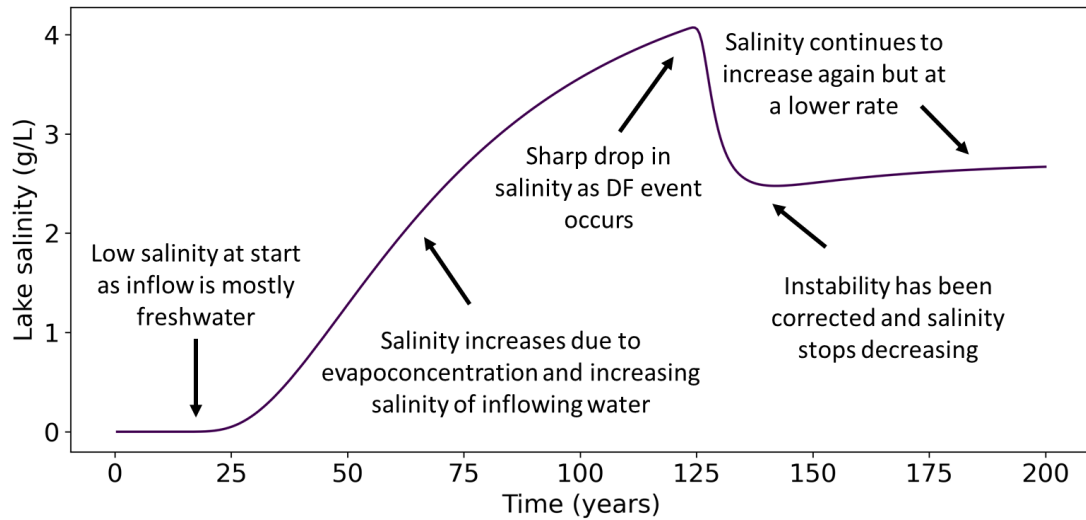 Lake salinity (g/L)
4
3
2
1
0
Low salinity at start
as inflow is mostly
freshwater
Salinity increases due to
evapoconcentration and increasing
salinity of inflowing water
Sharp drop in
salinity as DF event
occurs
Salinity continues to
increase again but at
a lower rate
Instability has been
corrected and salinity
stops decreasing
0 25 50 75 100 125 150 175 200
Time (years)